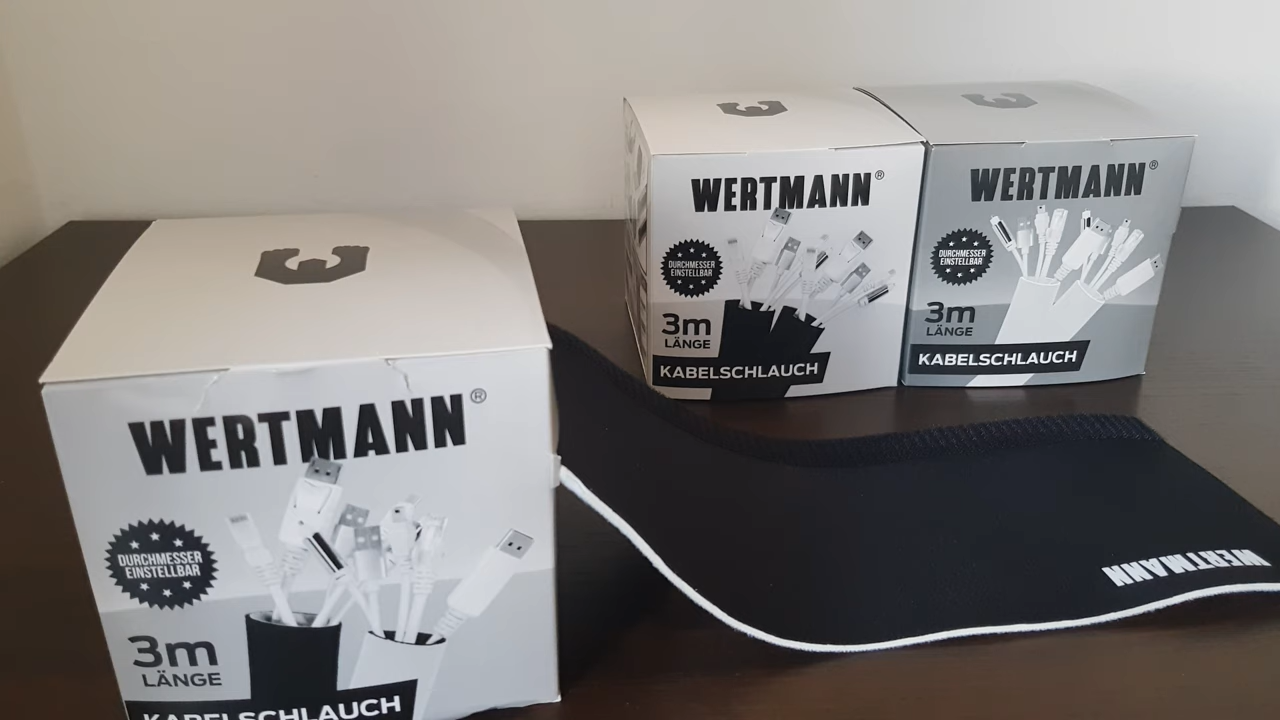 WERTMANN®
DURCHMESSER
EINSTELLBAR
3m
LÄNGE
KABELSCHLAUCH
WERTMANN®
DURCHMESSER
EINSTELLBAR
3m
LÄNGE
KABELSCHLAUCH
WERTMANN®
DURCHMESSER
EINSTELLBAR
3m
LÄNGE
KABELSCHLAUCH
WERTMANN